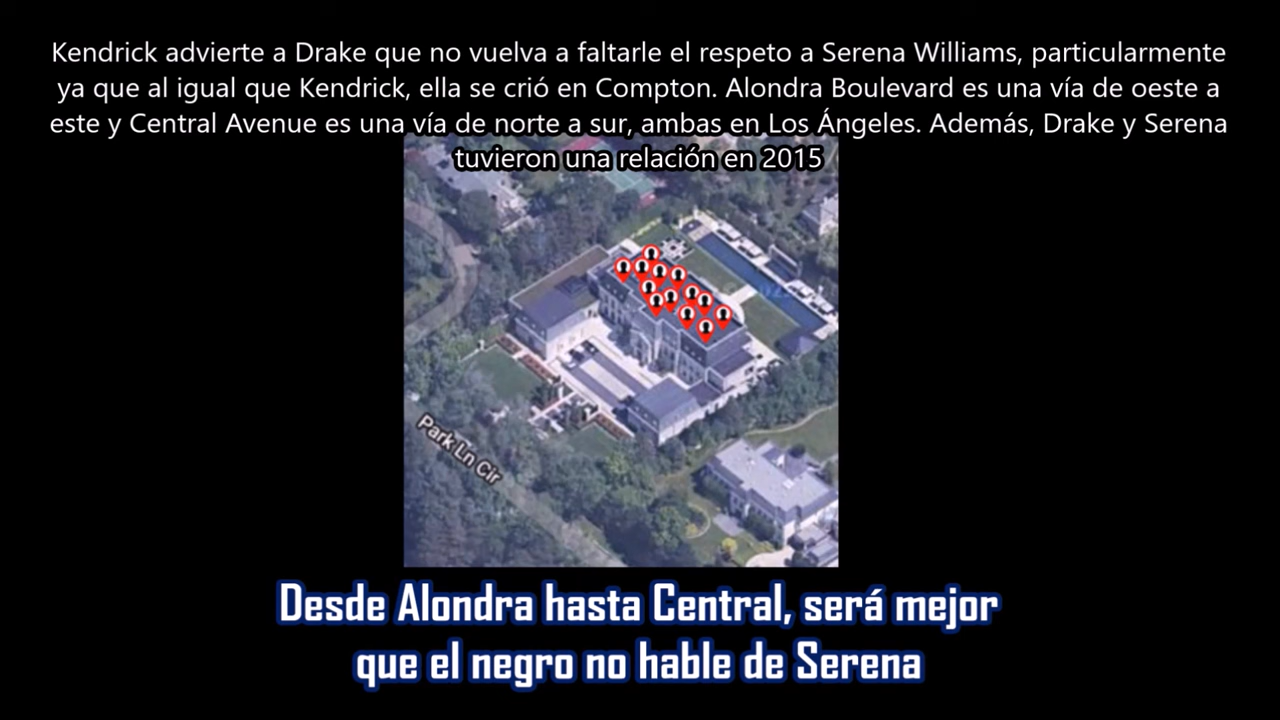 Kendrick advierte a Drake que no vuelva a faltarle el respeto a Serena Williams, particularmente
ya que al igual que Kendrick, ella se crió en Compton. Alondra Boulevard es una vía de oeste a
este y Central Avenue es una vía de norte a sur, ambas en Los Ángeles. Además, Drake y Serena
tuvieron una relación en 2015
Park Ln Cir
Desde Alondra hasta Central, será mejor
que el negro no hable de Serena